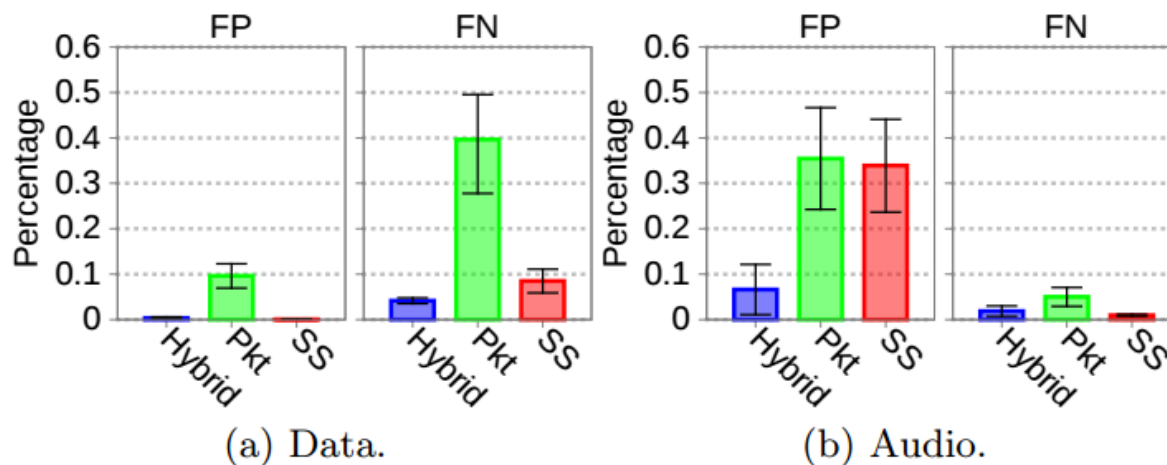 FP FN
0.6
0.5
0.4
0.3
0.2
0.1
0
Percentage
Hybrid Pkt SS Hybrid Pkt SS
(a) Data.
FP FN
0.6
0.5
0.4
0.3
0.2
0.1
0
Percentage
Hybrid Pkt SS Hybrid Pkt SS
(b) Audio.